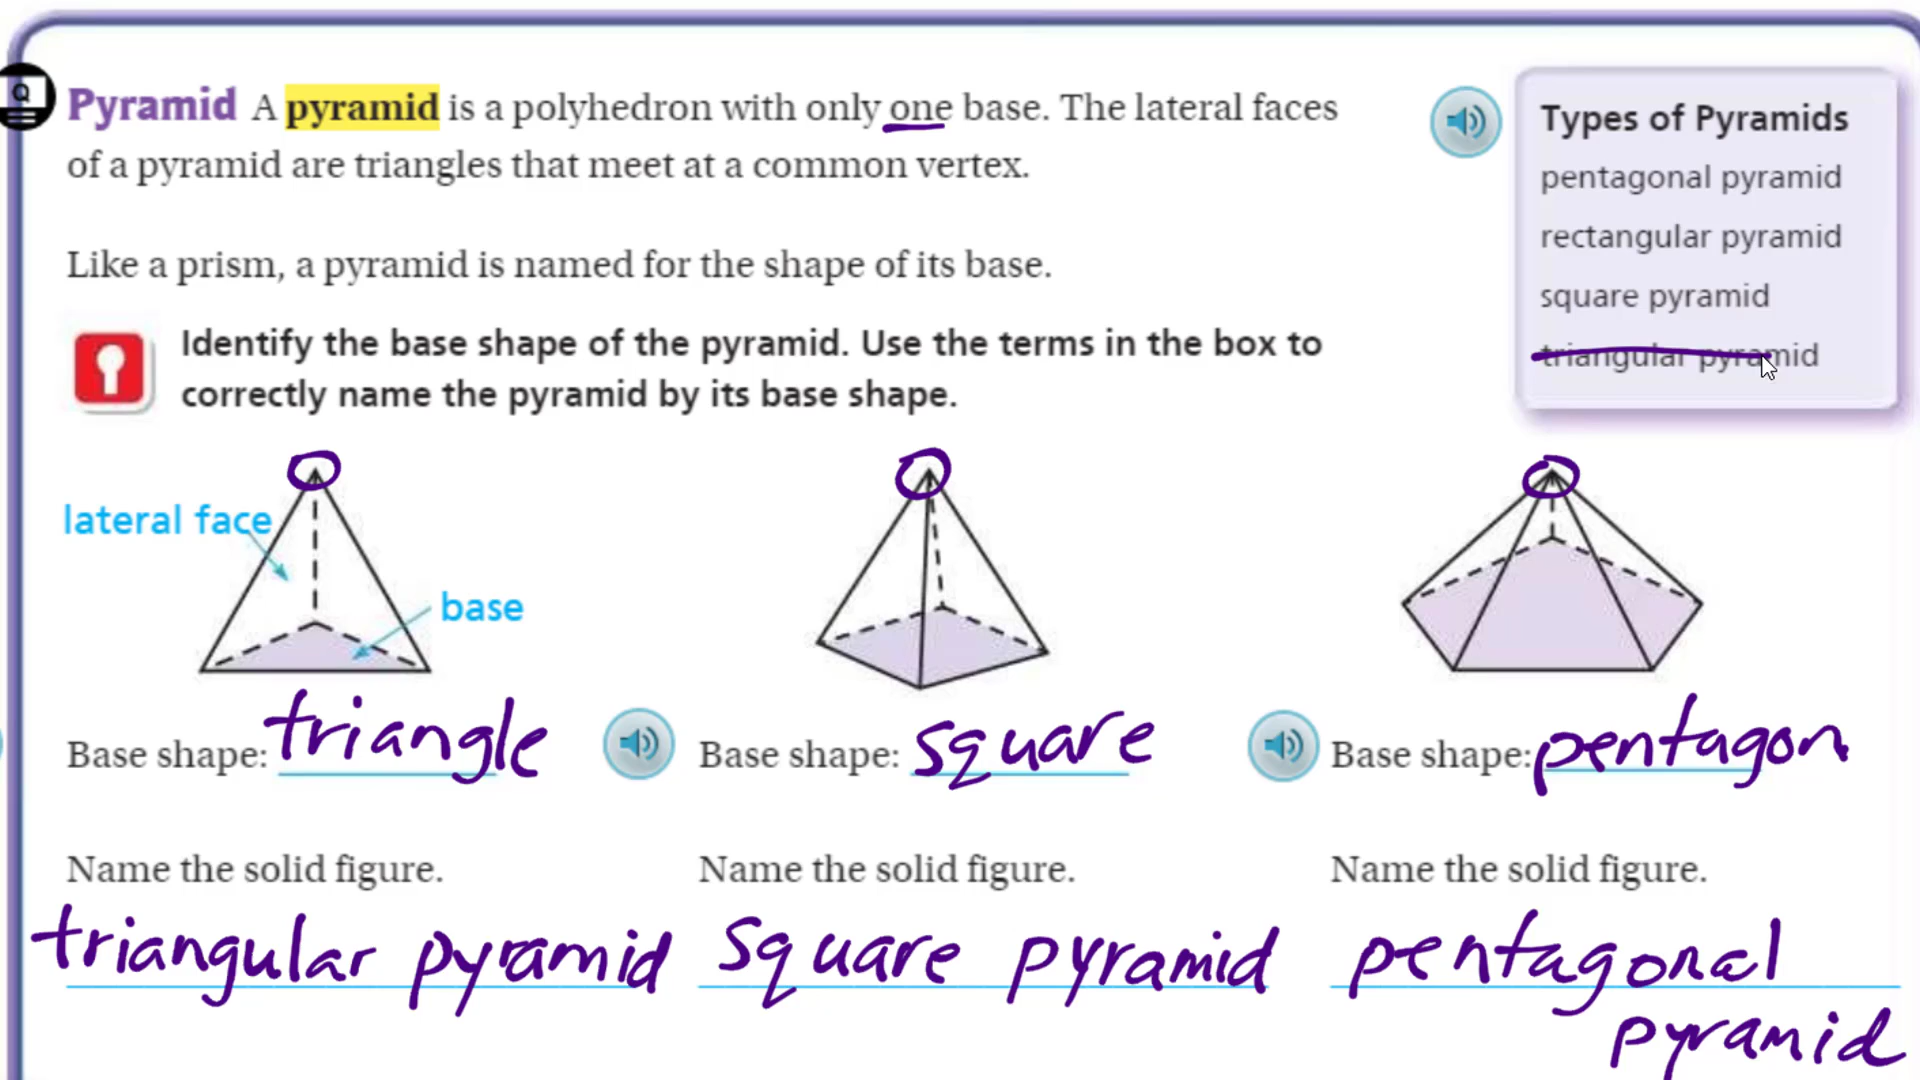 Q
Pyramid A pyramid is a polyhedron with only one base. The lateral faces
of a pyramid are triangles that meet at a common vertex.
Like a prism, a pyramid is named for the shape of its base.
Identify the base shape of the pyramid. Use the terms in the box to
correctly name the pyramid by its base shape.
Types of Pyramids
pentagonal pyramid
rectangular pyramid
square pyramid
triangular pyramid
lateral face
base
Base shape: triangle
Base shape: square
Base shape: pentagon
Name the solid figure.
Name the solid figure.
Name the solid figure.
triangular pyramid
square pyramid
pentagonal
pyramid